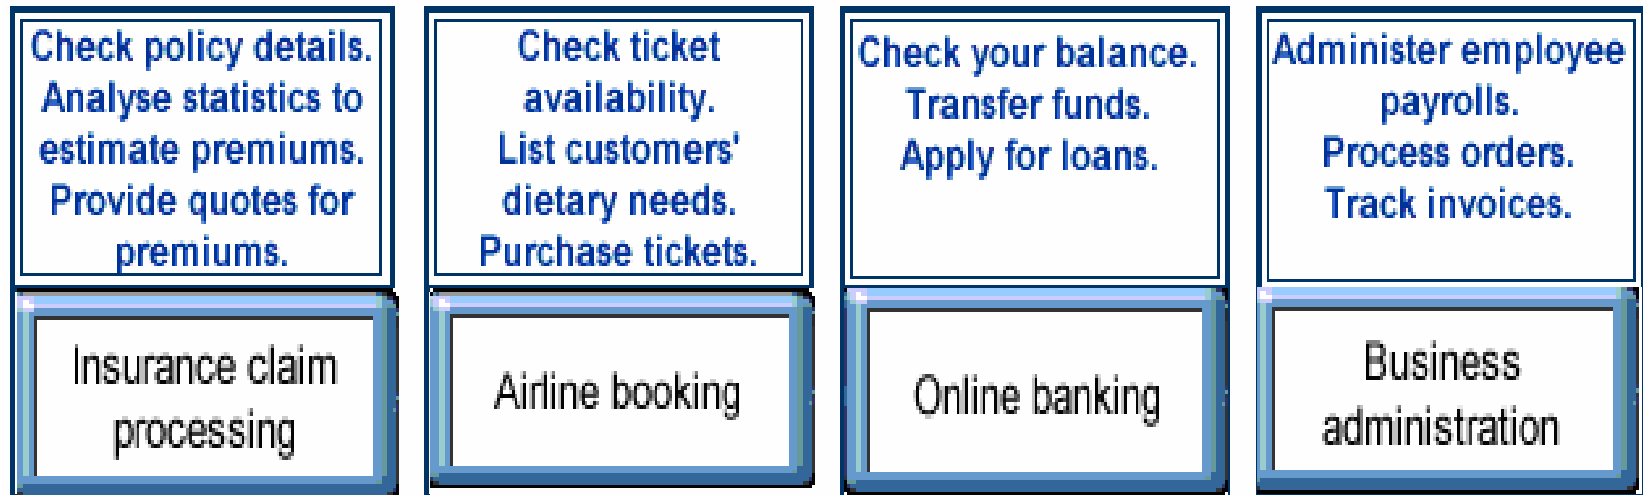 Check policy details.
Analyse statistics to
estimate premiums.
Provide quotes for
premiums.
Insurance claim
processing
Check ticket
availability.
List customers'
dietary needs.
Purchase tickets.
Airline booking
Check your balance.
Transfer funds.
Apply for loans.
Online banking
Administer employee
payrolls.
Process orders.
Track invoices.
Business
administration